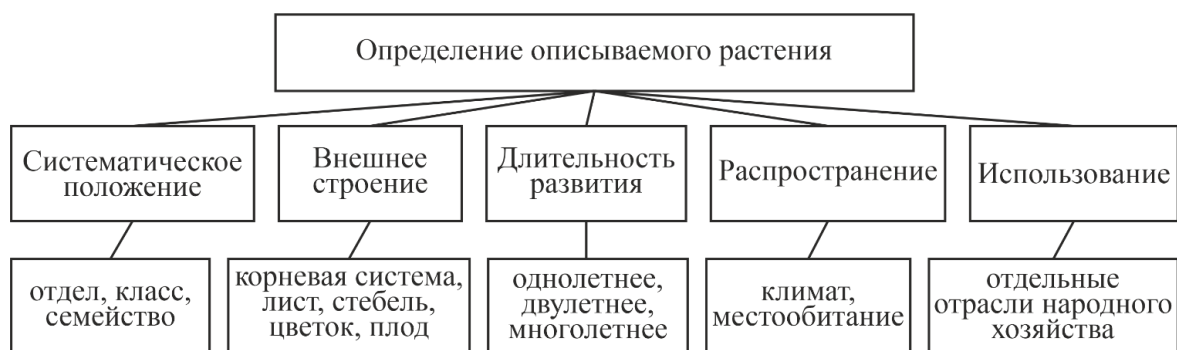 Определение описываемого растения
Систематическое
положение
Внешнее
строение
Длительность
развития
Распространение
Использование
отдел, класс,
семейство
корневая система,
лист, стебель,
цветок, плод
однолетнее,
двулетнее,
многолетнее
климат,
местообитание
отдельные
отрасли народного
хозяйства